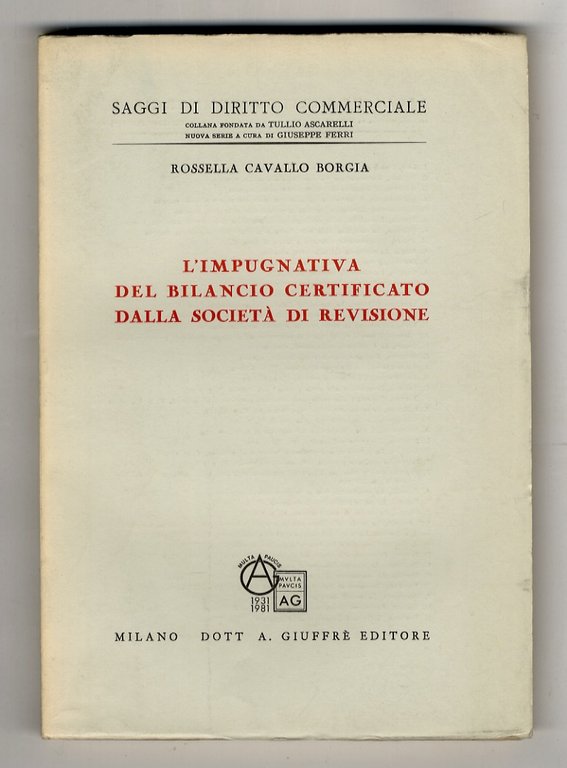 SAGGI DI DIRITTO COMMERCIALE
COLLANA FONDATA DA TULLIO ASCARELLI
NUOVA SERIE A CURA DI GIUSEPPE FERRI
ROSSELLA CAVALLO BORGIA
L'IMPUGNATIVA
DEL BILANCIO CERTIFICATO
DALLA SOCIETÀ DI REVISIONE
MULTA PAUCIS
AG
1931
1981
MVLTA
PAVCIS
AG
MILANO DOTT A. GIUFFRÈ EDITORE